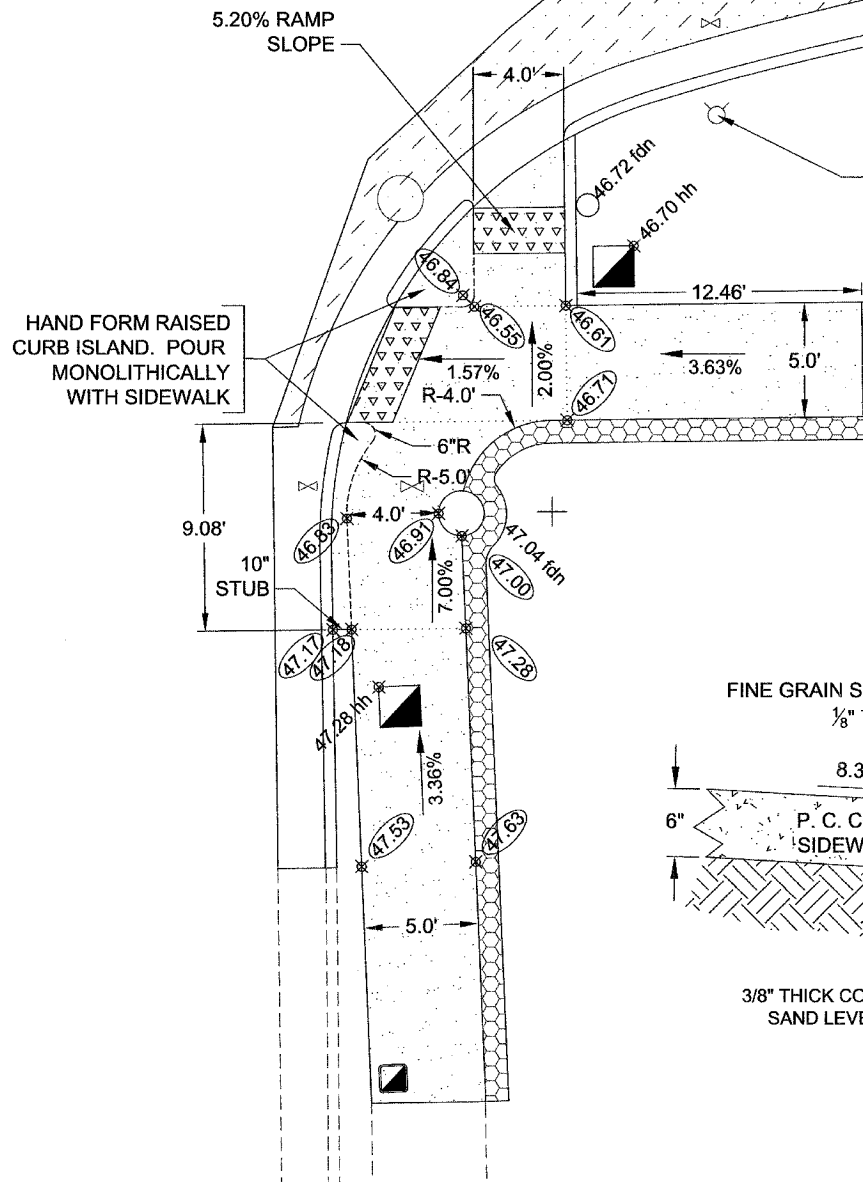 5.20% RAMP
SLOPE
4.0'
46.72 fdn
46.70 hh
46.84
12.46'
HAND FORM RAISED
CURB ISLAND. POUR
MONOLITHICALLY
WITH SIDEWALK
46.55
46.61
1.57%
2.00%
3.63%
5.0'
R-4.0'
46.71
6"R
R-5.0'
9.08'
4.0'
46.83
46.91
47.04 fdn
10"
STUB
7.00%
47.00
47.17
47.18
47.28
47.28 hh
3.36%
FINE GRAIN S
⅛"
8.3
6"
P. C. C
SIDEW
47.53
47.63
5.0'
3/8" THICK CO
SAND LEVE